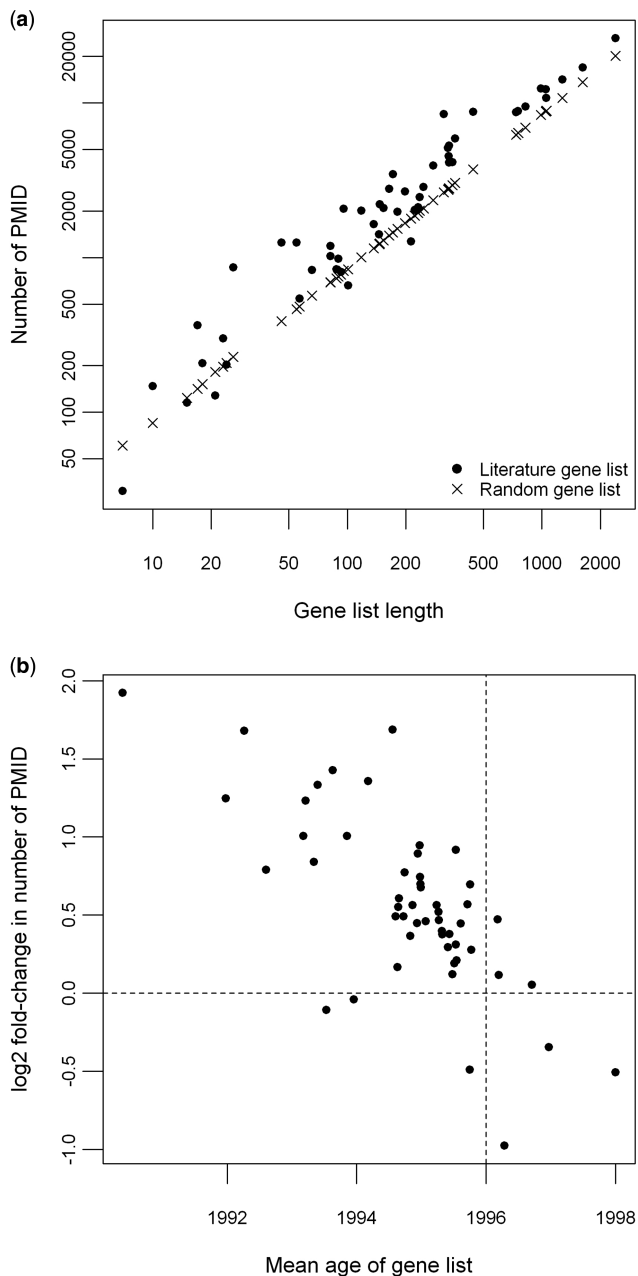 (a)
Number of PMID
20000
5000
2000
500
200
100
50
Literature gene list
Random gene list
10 20 50 100 200 500 1000 2000
Gene list length
(b)
log2 fold-change in number of PMID
2.0
1.5
1.0
0.5
0.0
-0.5
-1.0
1992 1994 1996 1998
Mean age of gene list